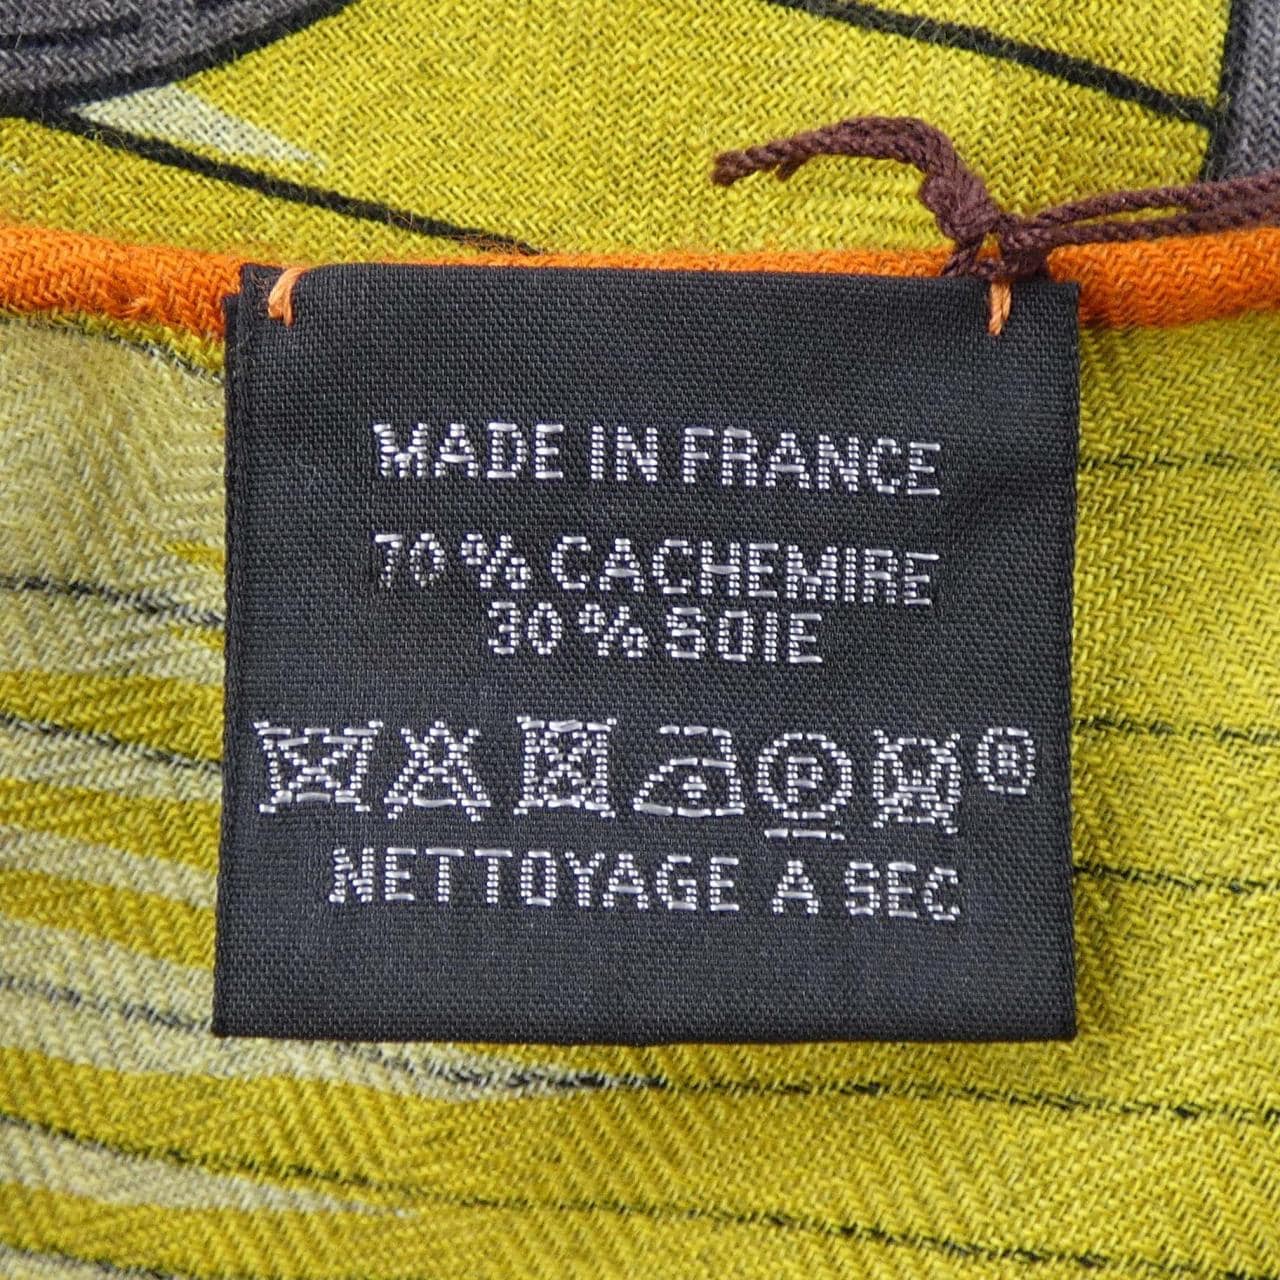 MADE IN FRANCE
70 % CACHEMIRE
30 % SOIE
P W ®
NETTOYAGE A SEC